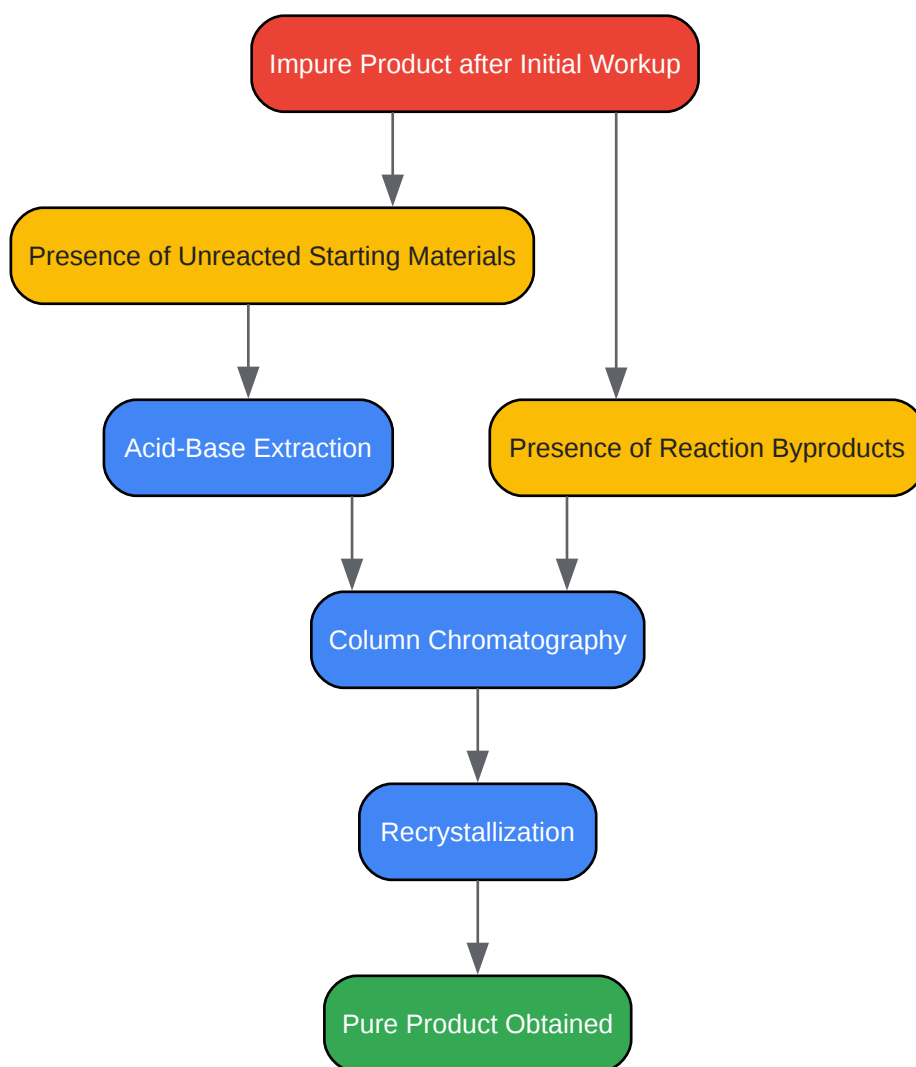 Impure Product after Initial Workup
Presence of Unreacted Starting Materials
Acid-Base Extraction
Presence of Reaction Byproducts
Column Chromatography
Recrystallization
Pure Product Obtained